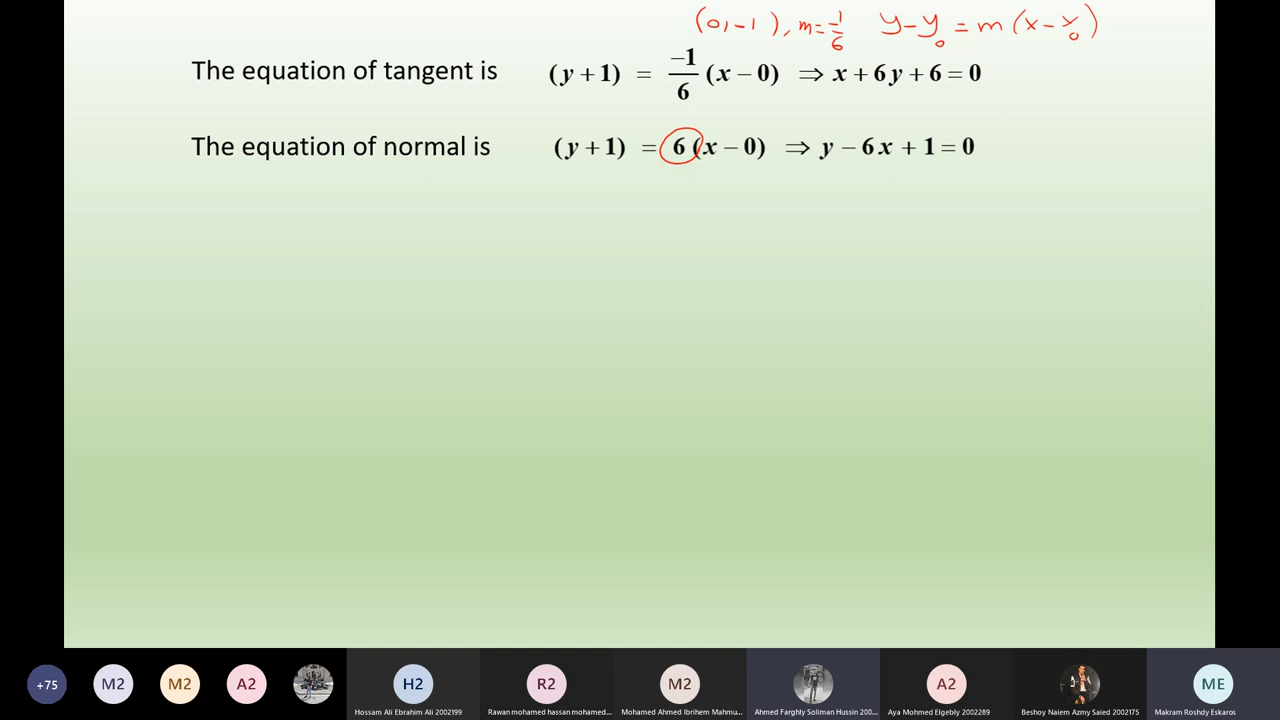 (0,-1), m=-1/6 y-y₀ = m(x-x₀)
The equation of tangent is (y+1) = -1/6 (x-0) ⇒ x+6y+6=0
The equation of normal is (y+1) = 6(x-0) ⇒ y-6x+1=0
+75 M2 M2 A2 H2 R2 M2 A2 ME
Hossam Ali Ebrahim Ali 2002199 Rawan mohamed hassan mohamed... Mohamed Ahmed Ibrihem Mahmu... Ahmed Farghly Soliman Hussin 200... Aya Mohmed Elgebly 2002289 Beshoy Naiem Azmy Saied 2002175 Makram Roshdy Eskaros